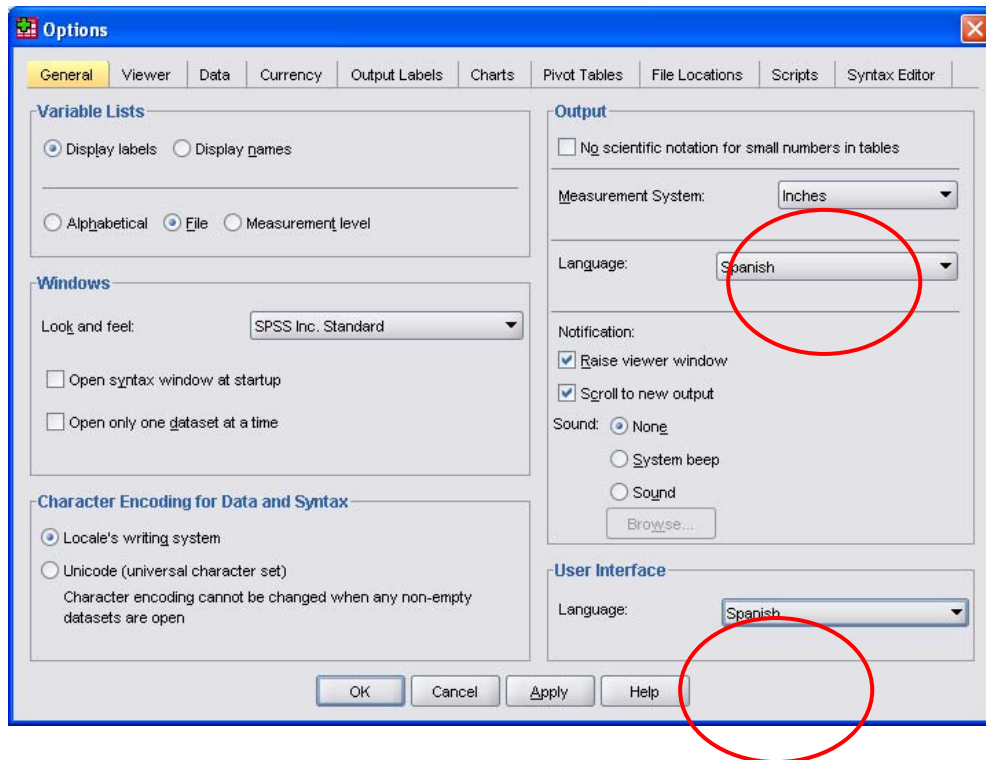 Options
General Viewer Data Currency Output Labels Charts Pivot Tables File Locations Scripts Syntax Editor
Variable Lists
Display labels Display names
Alphabetical File Measurement level
Windows
Look and feel: SPSS Inc. Standard
Open syntax window at startup
Open only one dataset at a time
Character Encoding for Data and Syntax
Locale's writing system
Unicode (universal character set)
Character encoding cannot be changed when any non-empty
datasets are open
Output
No scientific notation for small numbers in tables
Measurement System: Inches
Language: Spanish
Notification:
Raise viewer window
Scroll to new output
Sound: None
System beep
Sound
Browse...
User Interface
Language: Spanish
OK Cancel Apply Help